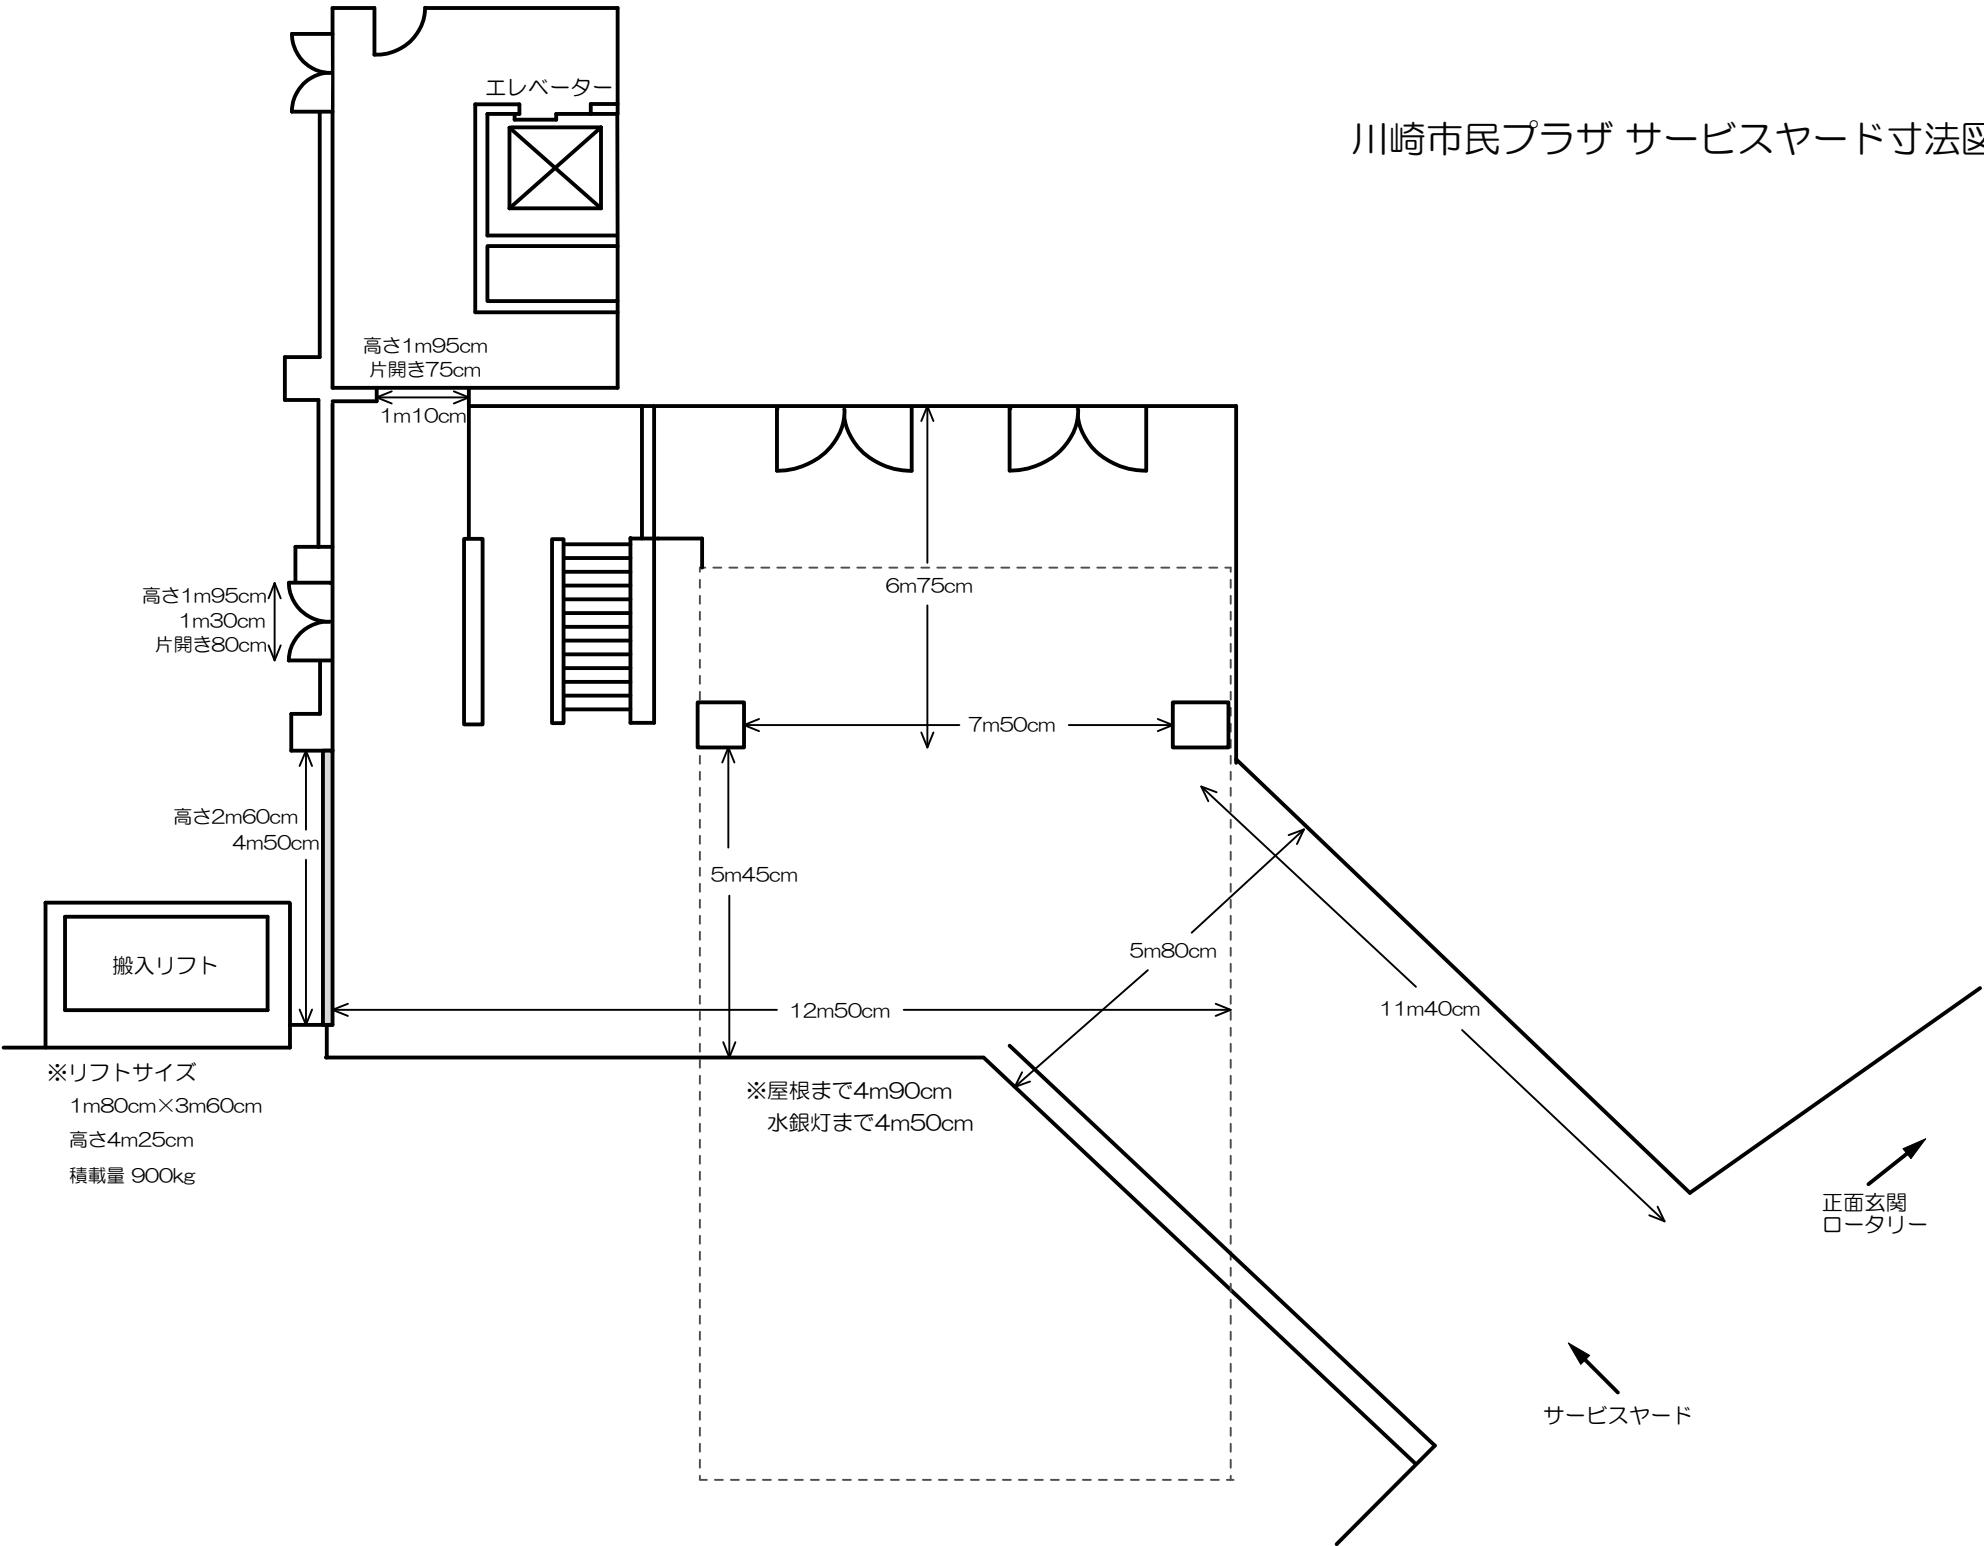 エレベーター
川崎市民プラザ サービスヤード寸法図
高さ1m95cm
片開き75cm
1m10cm
高さ1m95cm
1m30cm
片開き80cm
6m75cm
7m50cm
高さ2m60cm
4m50cm
5m45cm
5m80cm
搬入リフト
12m50cm
11m40cm
※リフトサイズ
1m80cm×3m60cm
高さ4m25cm
積載量 900kg
※屋根まで4m90cm
水銀灯まで4m50cm
正面玄関
ロータリー
サービスヤード